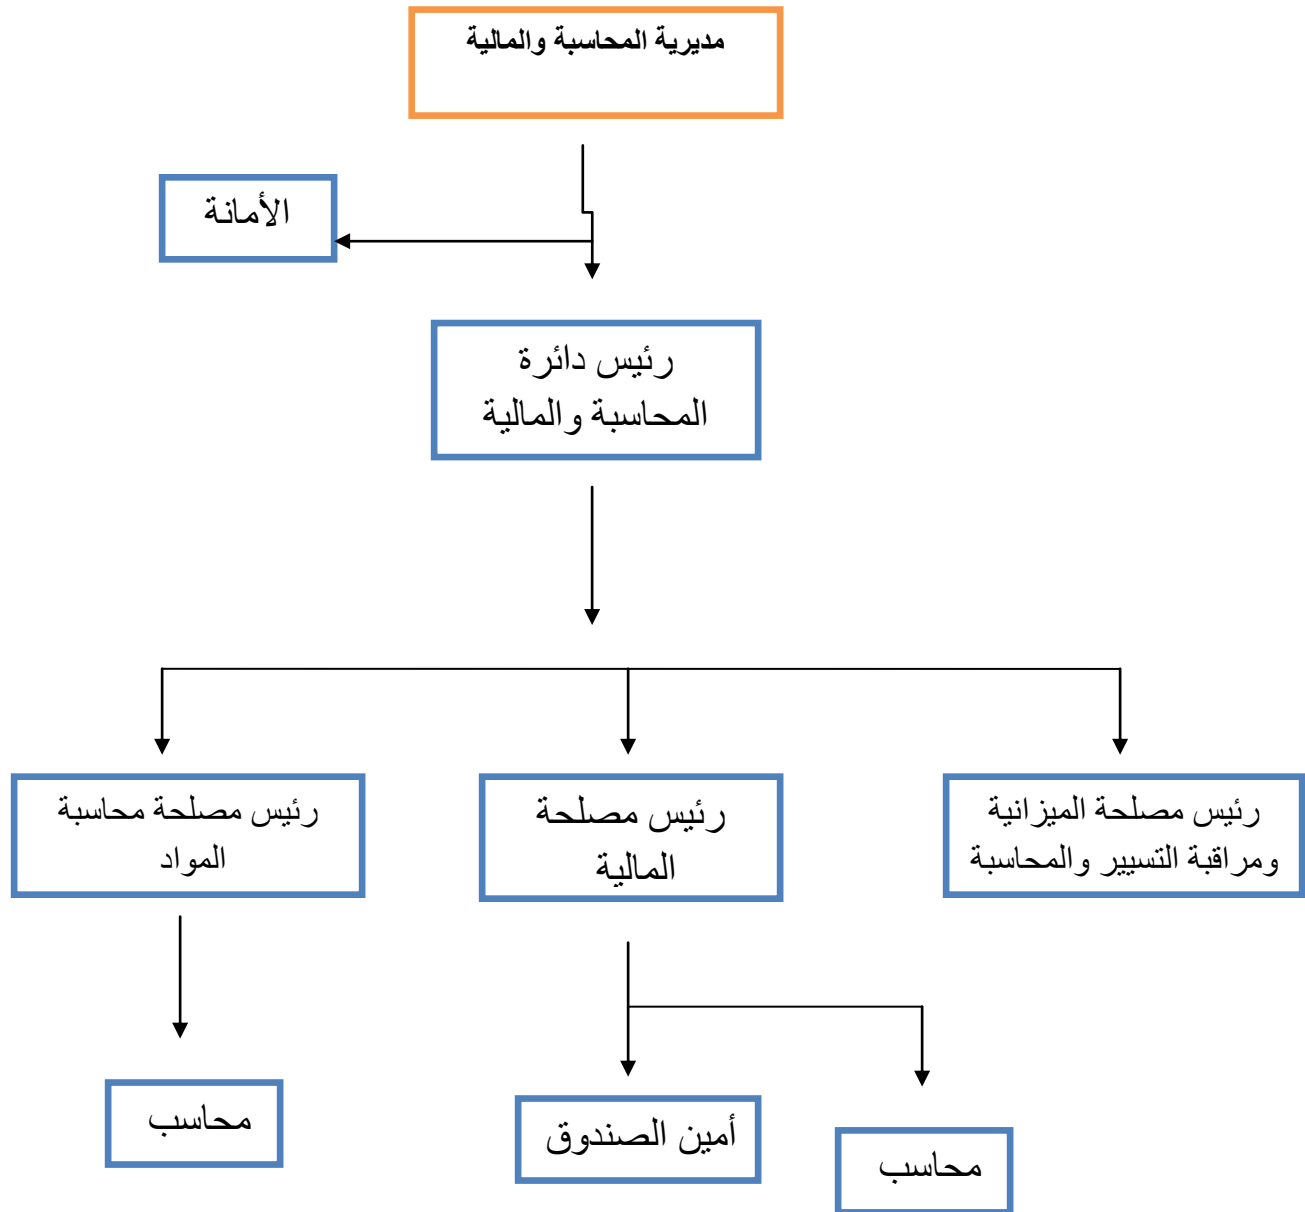 مديرية المحاسبة والمالية
الأمانة
رئيس دائرة
المحاسبة والمالية
رئيس مصلحة الميزانية
ومراقبة التسيير والمحاسبة
رئيس مصلحة
المالية
رئيس مصلحة محاسبة
المواد
محاسب
أمين الصندوق
محاسب